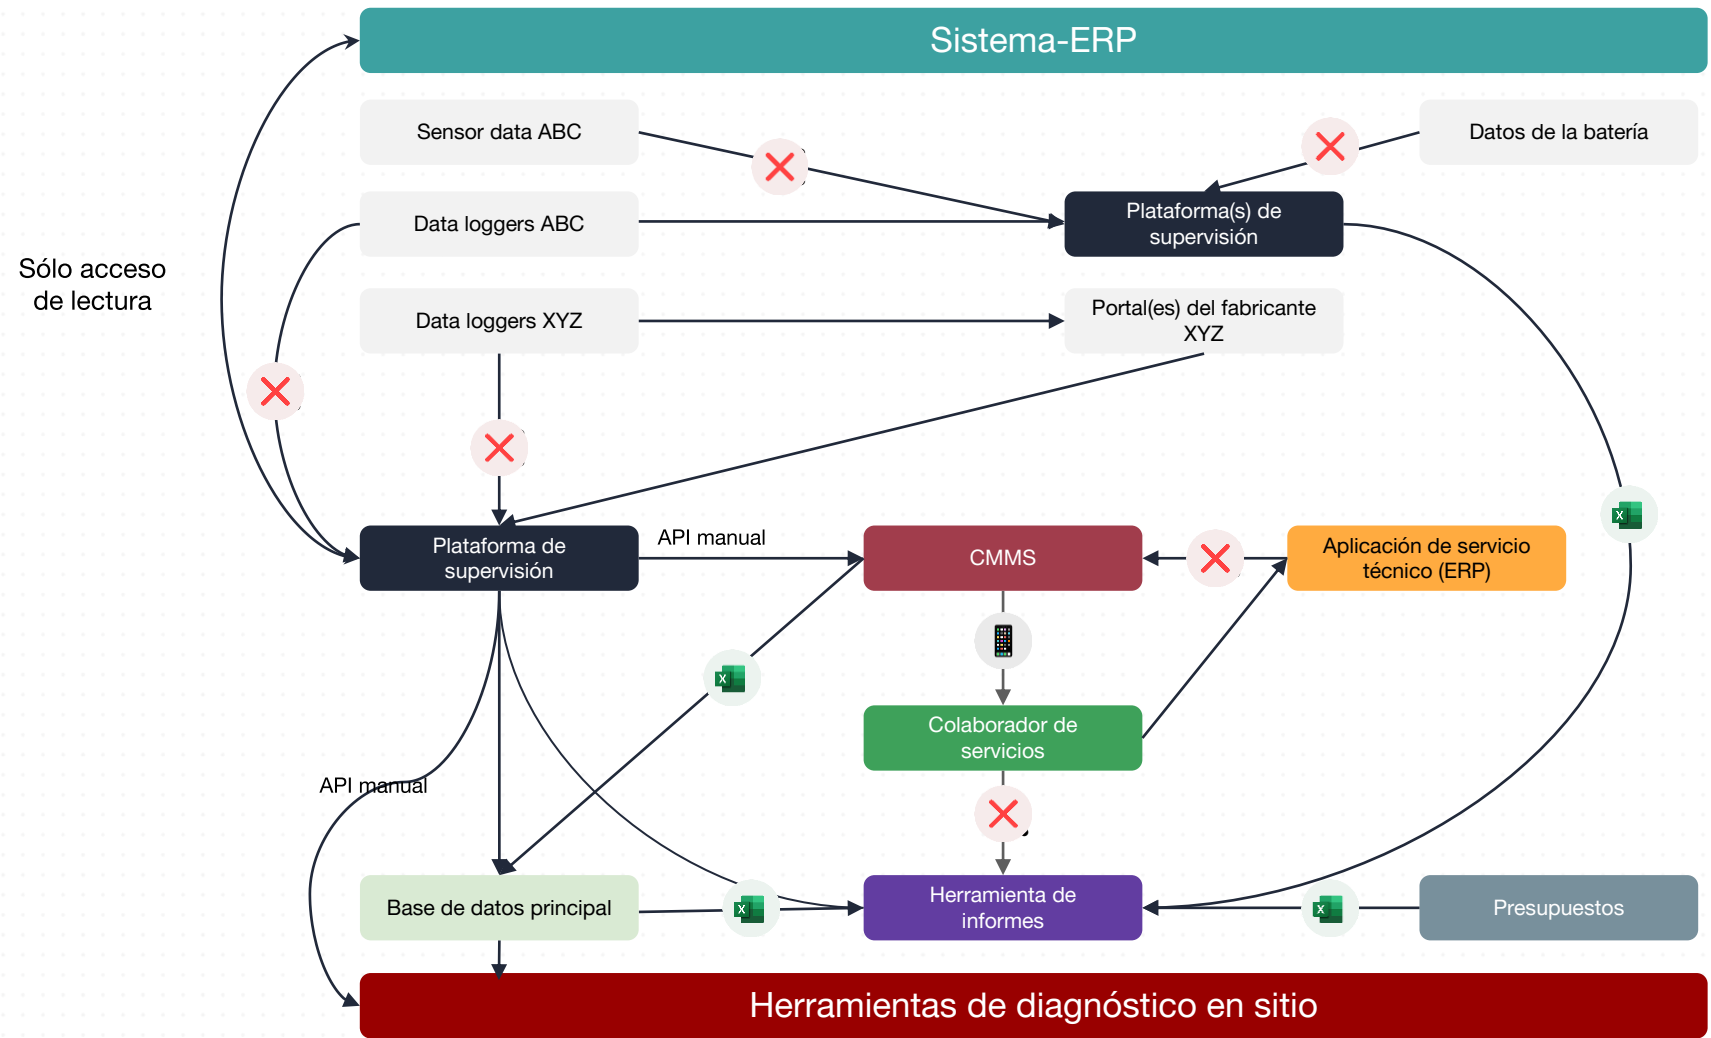 Sistema-ERP
Sensor data ABC
Datos de la batería
Data loggers ABC
Plataforma(s) de
supervisión
Sólo acceso
de lectura
Data loggers XYZ
Portal(es) del fabricante
XYZ
Plataforma de
supervisión
API manual
CMMS
Aplicación de servicio
técnico (ERP)
Colaborador de
servicios
API manual
Base de datos principal
Herramienta de
informes
Presupuestos
Herramientas de diagnóstico en sitio